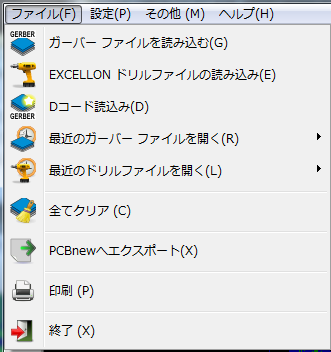 ファイル(F) 設定(P) その他 (M) ヘルプ(H)
GERBER ガーバー ファイルを読み込む(G)
EXCELLON ドリルファイルの読み込み(E)
GERBER Dコード読込み(D)
最近のガーバー ファイルを開く(R)
最近のドリルファイルを開く(L)
全てクリア (C)
PCBnewへエクスポート(X)
印刷 (P)
終了 (X)